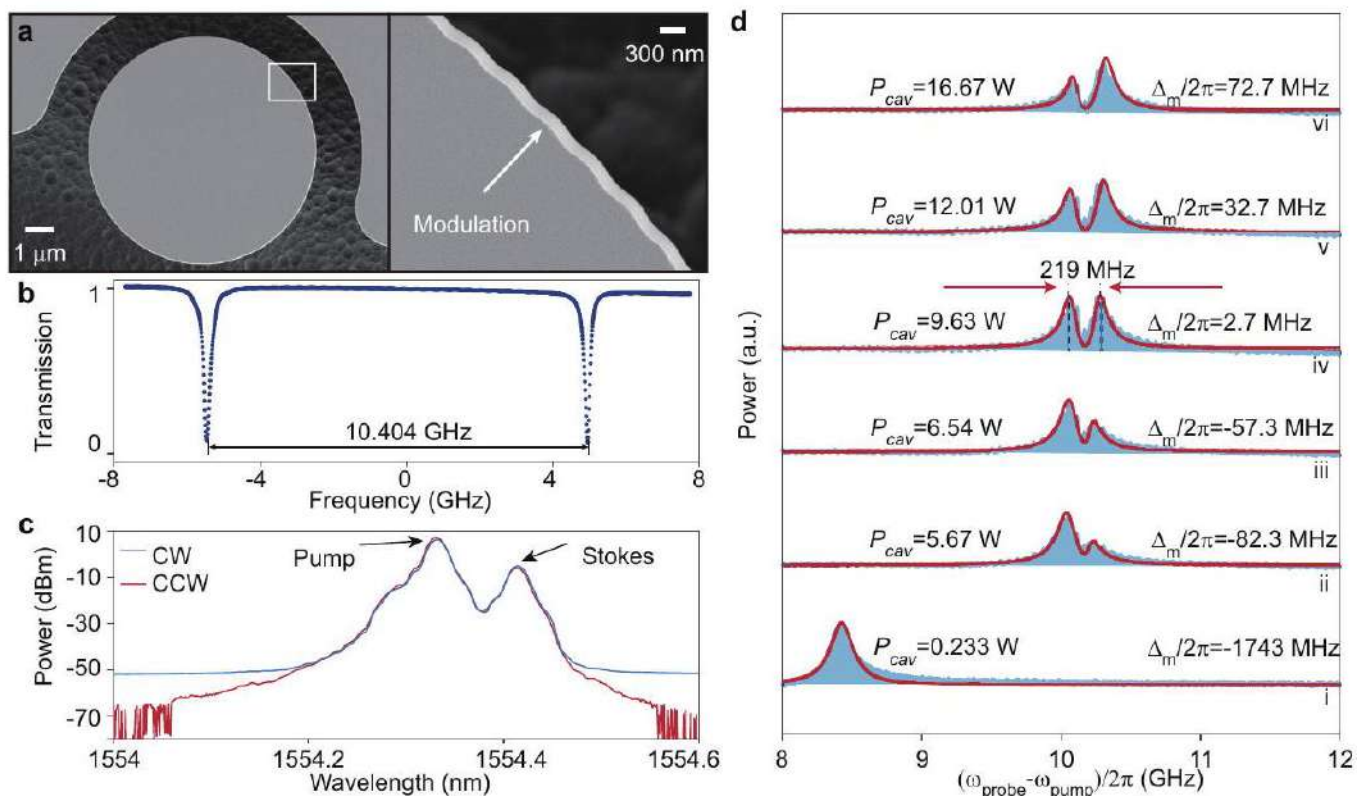 a
1 μm
300 nm
Modulation
b
Transmission
1
0
10.404 GHz
-8 -4 0 4 8
Frequency (GHz)
c
Power (dBm)
10
-10
-30
-50
-70
CW
CCW
Pump
Stokes
1554 1554.2 1554.4 1554.6
Wavelength (nm)
d
Power (a.u.)
P_cav=16.67 W Δ_m/2π=72.7 MHz
vi
P_cav=12.01 W Δ_m/2π=32.7 MHz
v
219 MHz
P_cav=9.63 W Δ_m/2π=2.7 MHz
iv
P_cav=6.54 W Δ_m/2π=-57.3 MHz
iii
P_cav=5.67 W Δ_m/2π=-82.3 MHz
ii
P_cav=0.233 W Δ_m/2π=-1743 MHz
i
8 9 10 11 12
(ω_probe-ω_pump)/2π (GHz)